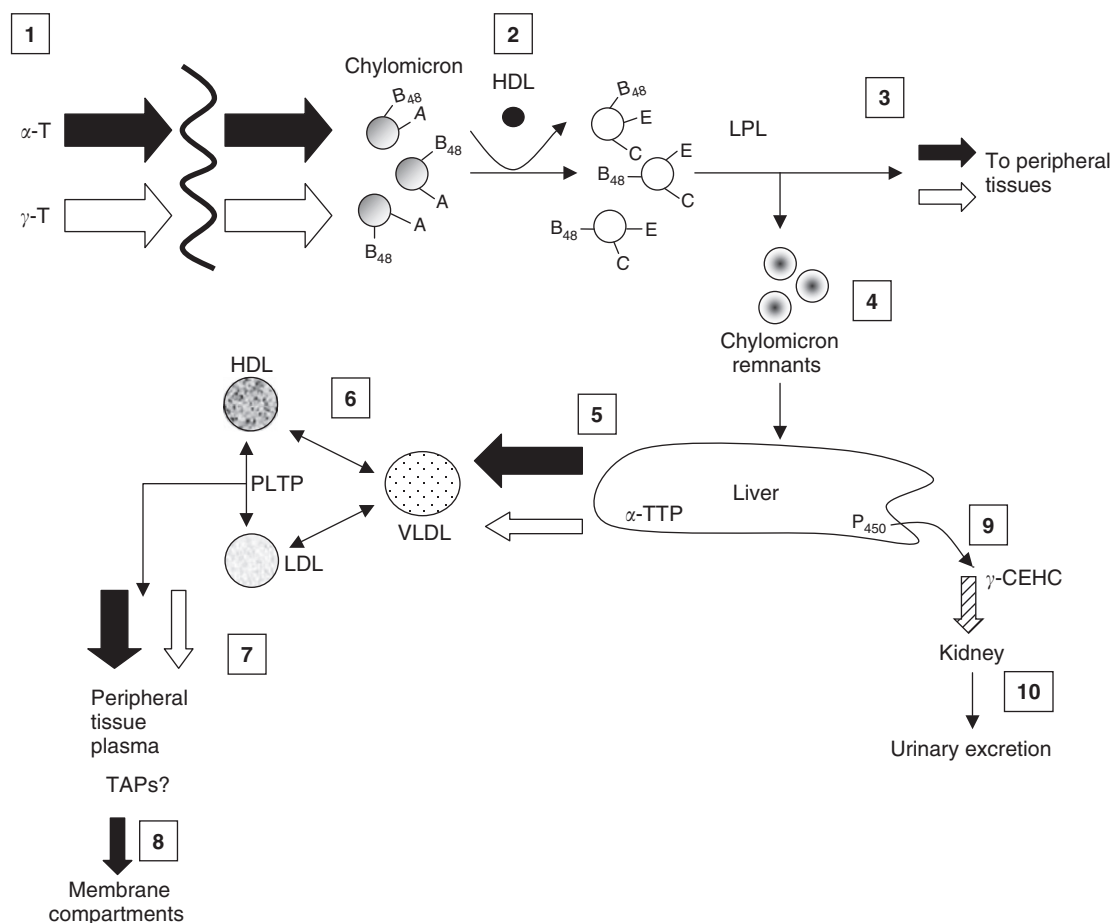 1
α-T
γ-T
Chylomicron
B48
A
B48
A
A
B48
2
HDL
B48
E
C
E
B48
C
B48
E
C
LPL
3
To peripheral
tissues
4
Chylomicron
remnants
HDL
6
5
PLTP
VLDL
LDL
Liver
α-TTP
P450
9
γ-CEHC
7
Kidney
10
Urinary excretion
Peripheral
tissue
plasma
TAPs?
8
Membrane
compartments